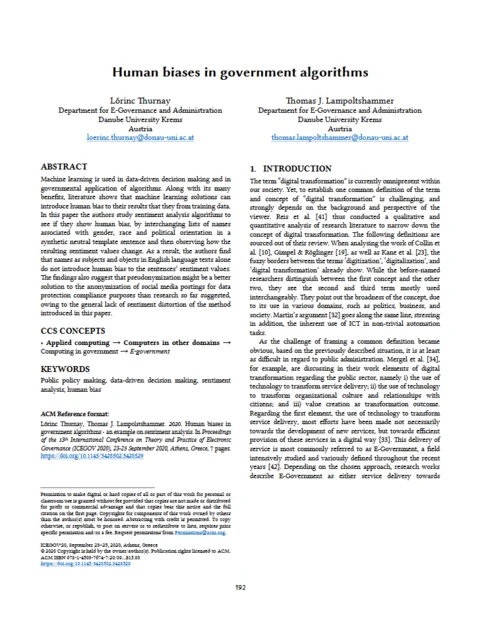 Human biases in government algorithms
Lőrinc Thurnay
Department for E-Governance and Administration
Danube University Krems
Austria
loerinc.thurnay@donau-uni.ac.at
Thomas J. Lampoltshammer
Department for E-Governance and Administration
Danube University Krems
Austria
thomas.lampoltshammer@donau-uni.ac.at
ABSTRACT
Machine learning is used in data-driven decision making and in
governmental application of algorithms. Along with its many
benefits, literature shows that machine learning solutions can
introduce human bias to their results that they from training data.
In this paper the authors study sentiment analysis algorithms to
see if they show human bias, by interchanging lists of names
associated with gender, race and political orientation in a
synthetic neutral template sentence and then observing how the
resulting sentiment values change. As a result, the authors find
that names as subjects and objects in English language texts alone
do not introduce human bias to the sentences' sentiment values.
The findings also suggest that pseudonymization might be a better
solution to the anonymization of social media postings for data
protection compliance purposes than research so far suggested,
owing to the general lack of sentiment distortion of the method
introduced in this paper.
CCS CONCEPTS
• Applied computing → Computers in other domains →
Computing in government → E-government
KEYWORDS
Public policy making, data-driven decision making, sentiment
analysis, human bias
ACM Reference format:
Lőrinc Thurnay, Thomas J. Lampoltshammer. 2020. Human biases in
government algorithms - an example on sentiment analysis. In Proceedings
of the 13th International Conference on Theory and Practice of Electronic
Governance (ICEGOV 2020), 23-25 September 2020, Athens, Greece, 7 pages.
https://doi.org/10.1145/3428502.3428529
Permission to make digital or hard copies of all or part of this work for personal or
classroom use is granted without fee provided that copies are not made or distributed
for profit or commercial advantage and that copies bear this notice and the full
citation on the first page. Copyrights for components of this work owned by others
than the author(s) must be honored. Abstracting with credit is permitted. To copy
otherwise, or republish, to post on servers or to redistribute to lists, requires prior
specific permission and/or a fee. Request permissions from Permissions@acm.org.
ICEGOV'20, September 23–25, 2020, Athens, Greece
© 2020 Copyright is held by the owner/author(s). Publication rights licensed to ACM.
ACM ISBN 978-1-4503-7674-7/20/09...$15.00
https://doi.org/10.1145/3428502.3428529
1. INTRODUCTION
The term "digital transformation" is currently omnipresent within
our society. Yet, to establish one common definition of the term
and concept of "digital transformation" is challenging, and
strongly depends on the background and perspective of the
viewer. Reis et al. [41] thus conducted a qualitative and
quantitative analysis of research literature to narrow down the
concept of digital transformation. The following definitions are
sourced out of their review. When analysing the work of Collin et
al. [10], Gimpel & Röglinger [19], as well as Kane et al. [23], the
fuzzy borders between the terms 'digitization', 'digitalization', and
'digital transformation' already show. While the before-named
researchers distinguish between the first concept and the other
two, they see the second and third term mostly used
interchangeably. They point out the broadness of the concept, due
to its use in various domains, such as politics, business, and
society. Martin's argument [32] goes along the same line, stressing
in addition, the inherent use of ICT in non-trivial automation
tasks.
As the challenge of framing a common definition became
obvious, based on the previously described situation, it is at least
as difficult in regard to public administration. Mergel et al. [34],
for example, are discussing in their work elements of digital
transformation regarding the public sector, namely i) the use of
technology to transform service delivery; ii) the use of technology
to transform organizational culture and relationships with
citizens; and iii) value creation as transformation outcome.
Regarding the first element, the use of technology to transform
service delivery, most efforts have been made not necessarily
towards the development of new services, but towards efficient
provision of these services in a digital way [33]. This delivery of
service is most commonly referred to as E-Government, a field
intensively studied and variously defined throughout the recent
years [42]. Depending on the chosen approach, research works
describe E-Government as either service delivery towards
192